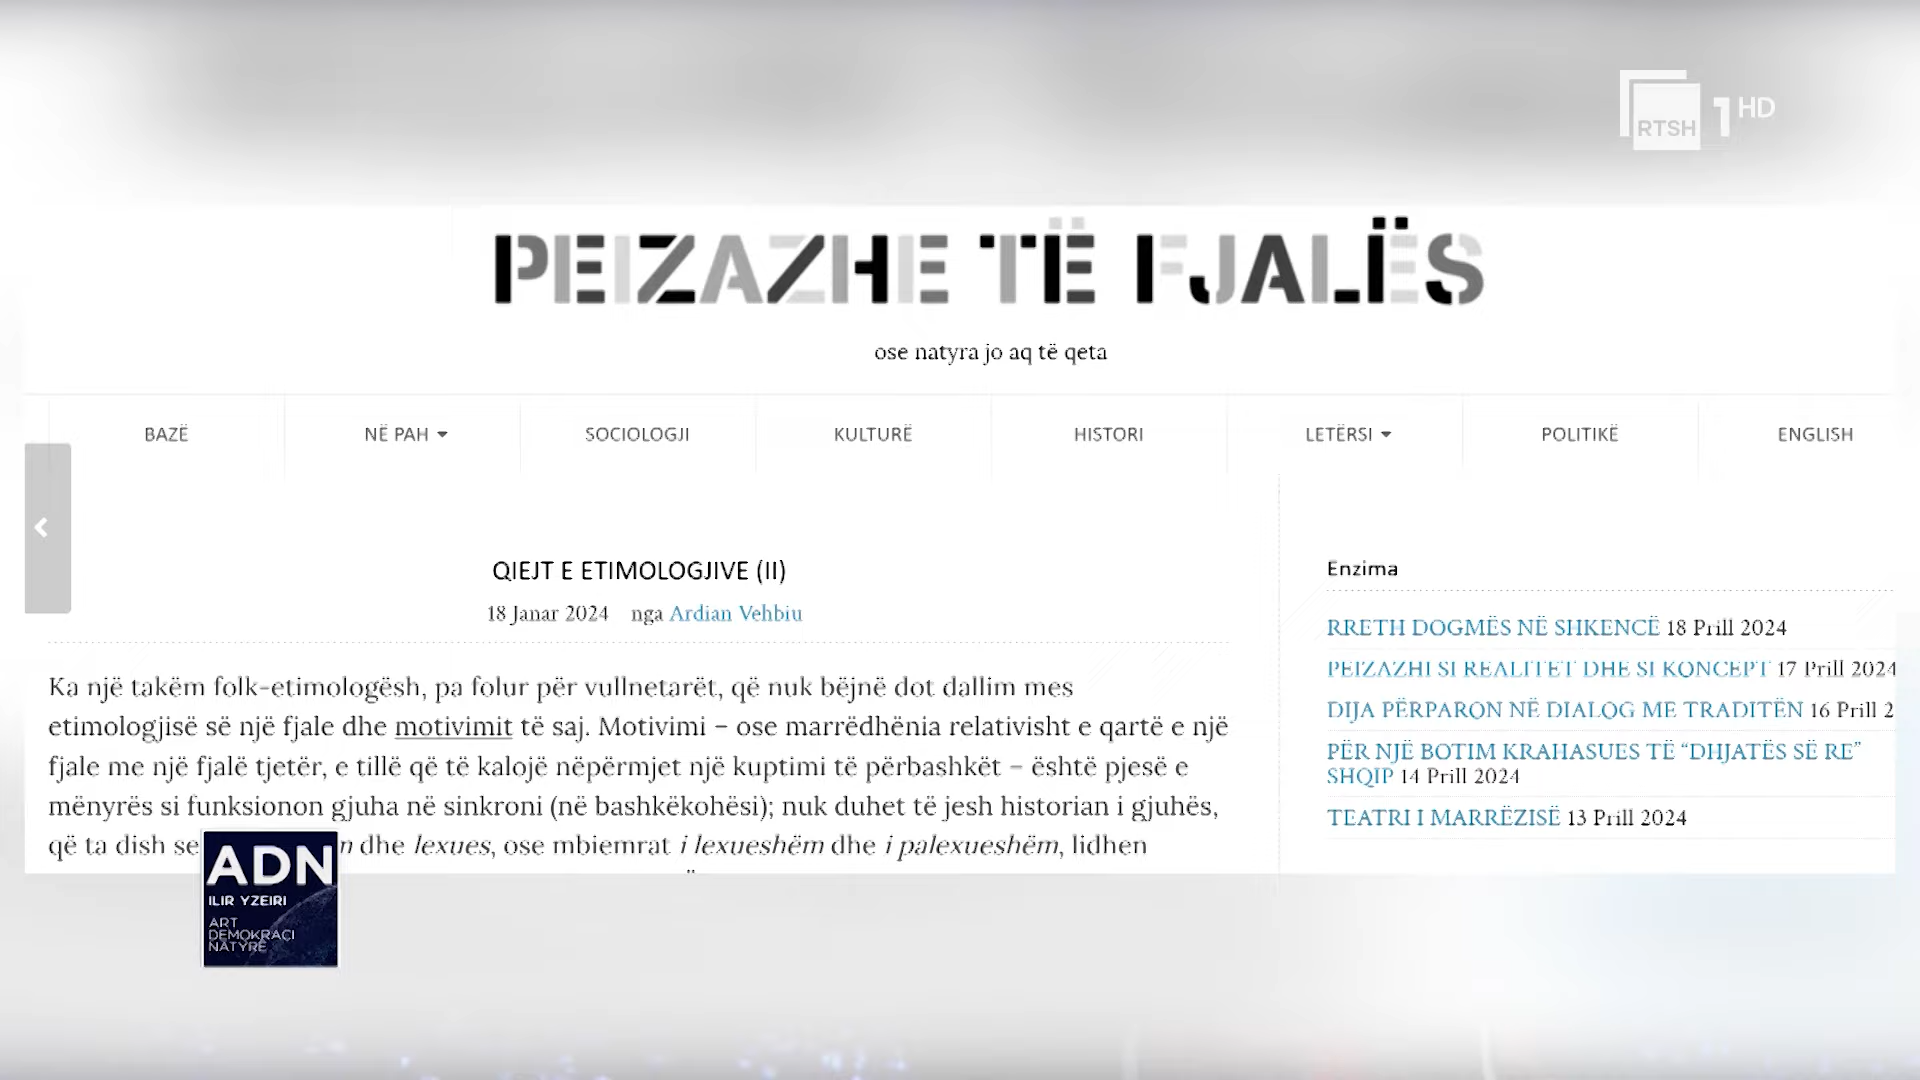 RTSH 1 HD
PEIZAZHE TË FJALËS
ose natyra jo aq të qeta
BAZË NË PAH SOCIOLOGJI KULTURË HISTORI LETËRSI POLITIKË ENGLISH
QIEJT E ETIMOLOGJIVE (II)
18 Janar 2024 nga Ardian Vehbiu
Ka një takëm folk-etimologësh, pa folur për vullnetarët, që nuk bëjnë dot dallim mes
etimologjisë së një fjale dhe motivimit të saj. Motivimi – ose marrëdhënia relativisht e qartë e një
fjale me një fjalë tjetër, e tillë që të kalojë nëpërmjet një kuptimi të përbashkët – është pjesë e
mënyrës si funksionon gjuha në sinkroni (në bashkëkohësi); nuk duhet të jesh historian i gjuhës,
që ta dish se dhe lexues, ose mbiemrat i lexueshëm dhe i palexueshëm, lidhen
Enzima
RRETH DOGMËS NË SHKENCË 18 Prill 2024
PEIZAZHI SI REALITET DHE SI KONCEPT 17 Prill 2024
DIJA PËRPARON NË DIALOG ME TRADITËN 16 Prill 2
PËR NJË BOTIM KRAHASUES TË “DHJATËS SË RE”
SHQIP 14 Prill 2024
TEATRI I MARRËZISË 13 Prill 2024
ADN
ILIR YZEIRI
ART
DEMOKRACI
NATYRË